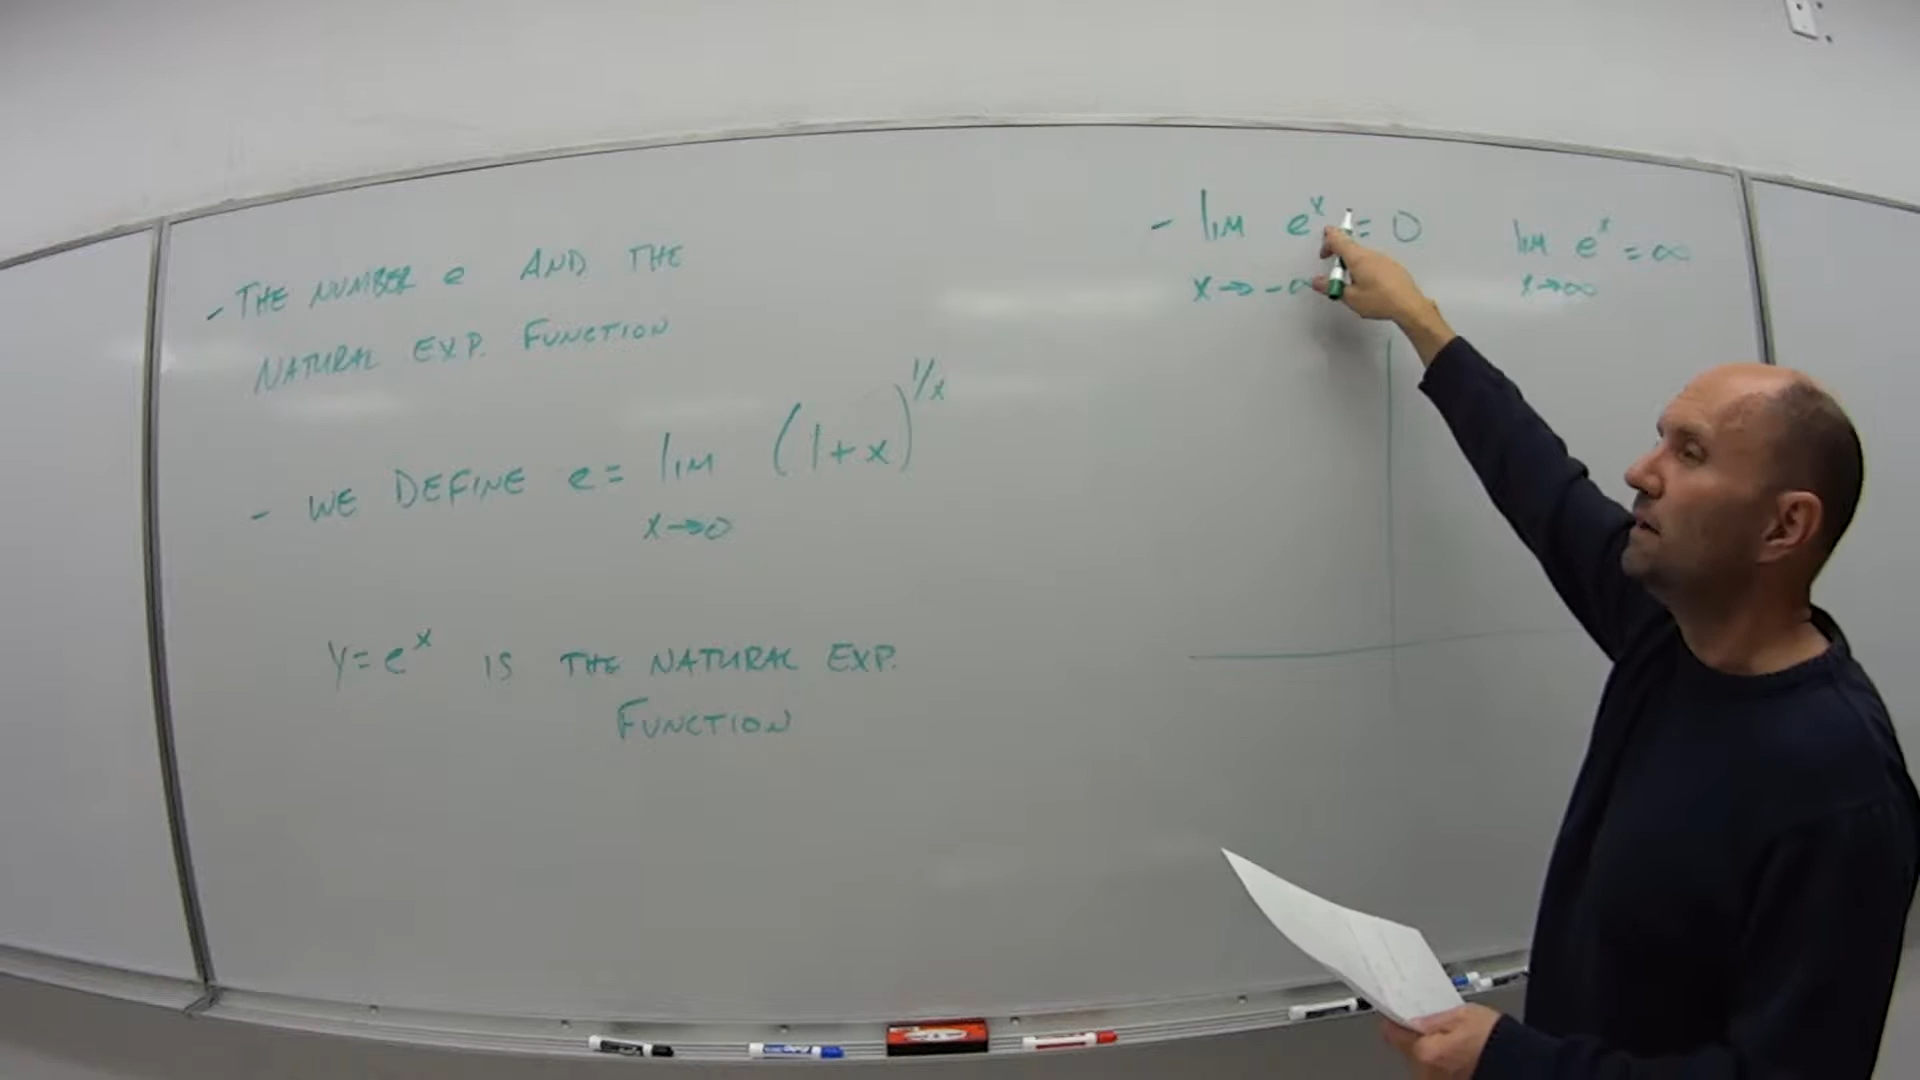 - THE NUMBER e AND THE
NATURAL EXP. FUNCTION
- WE DEFINE e = lim (1+x)^1/x
x→0
y = e^x IS THE NATURAL EXP.
FUNCTION
- lim e^x = 0
x→-∞
lim e^x = ∞
x→∞